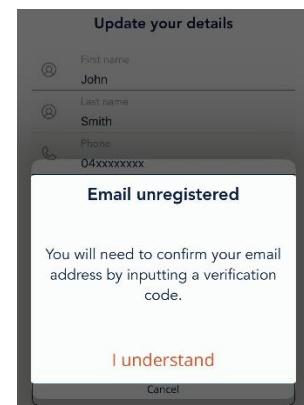 Update your details
First name
John
Last name
Smith
Phone
04xxxxxxxx
Email unregistered
You will need to confirm your email
address by inputting a verification
code.
I understand
Cancel